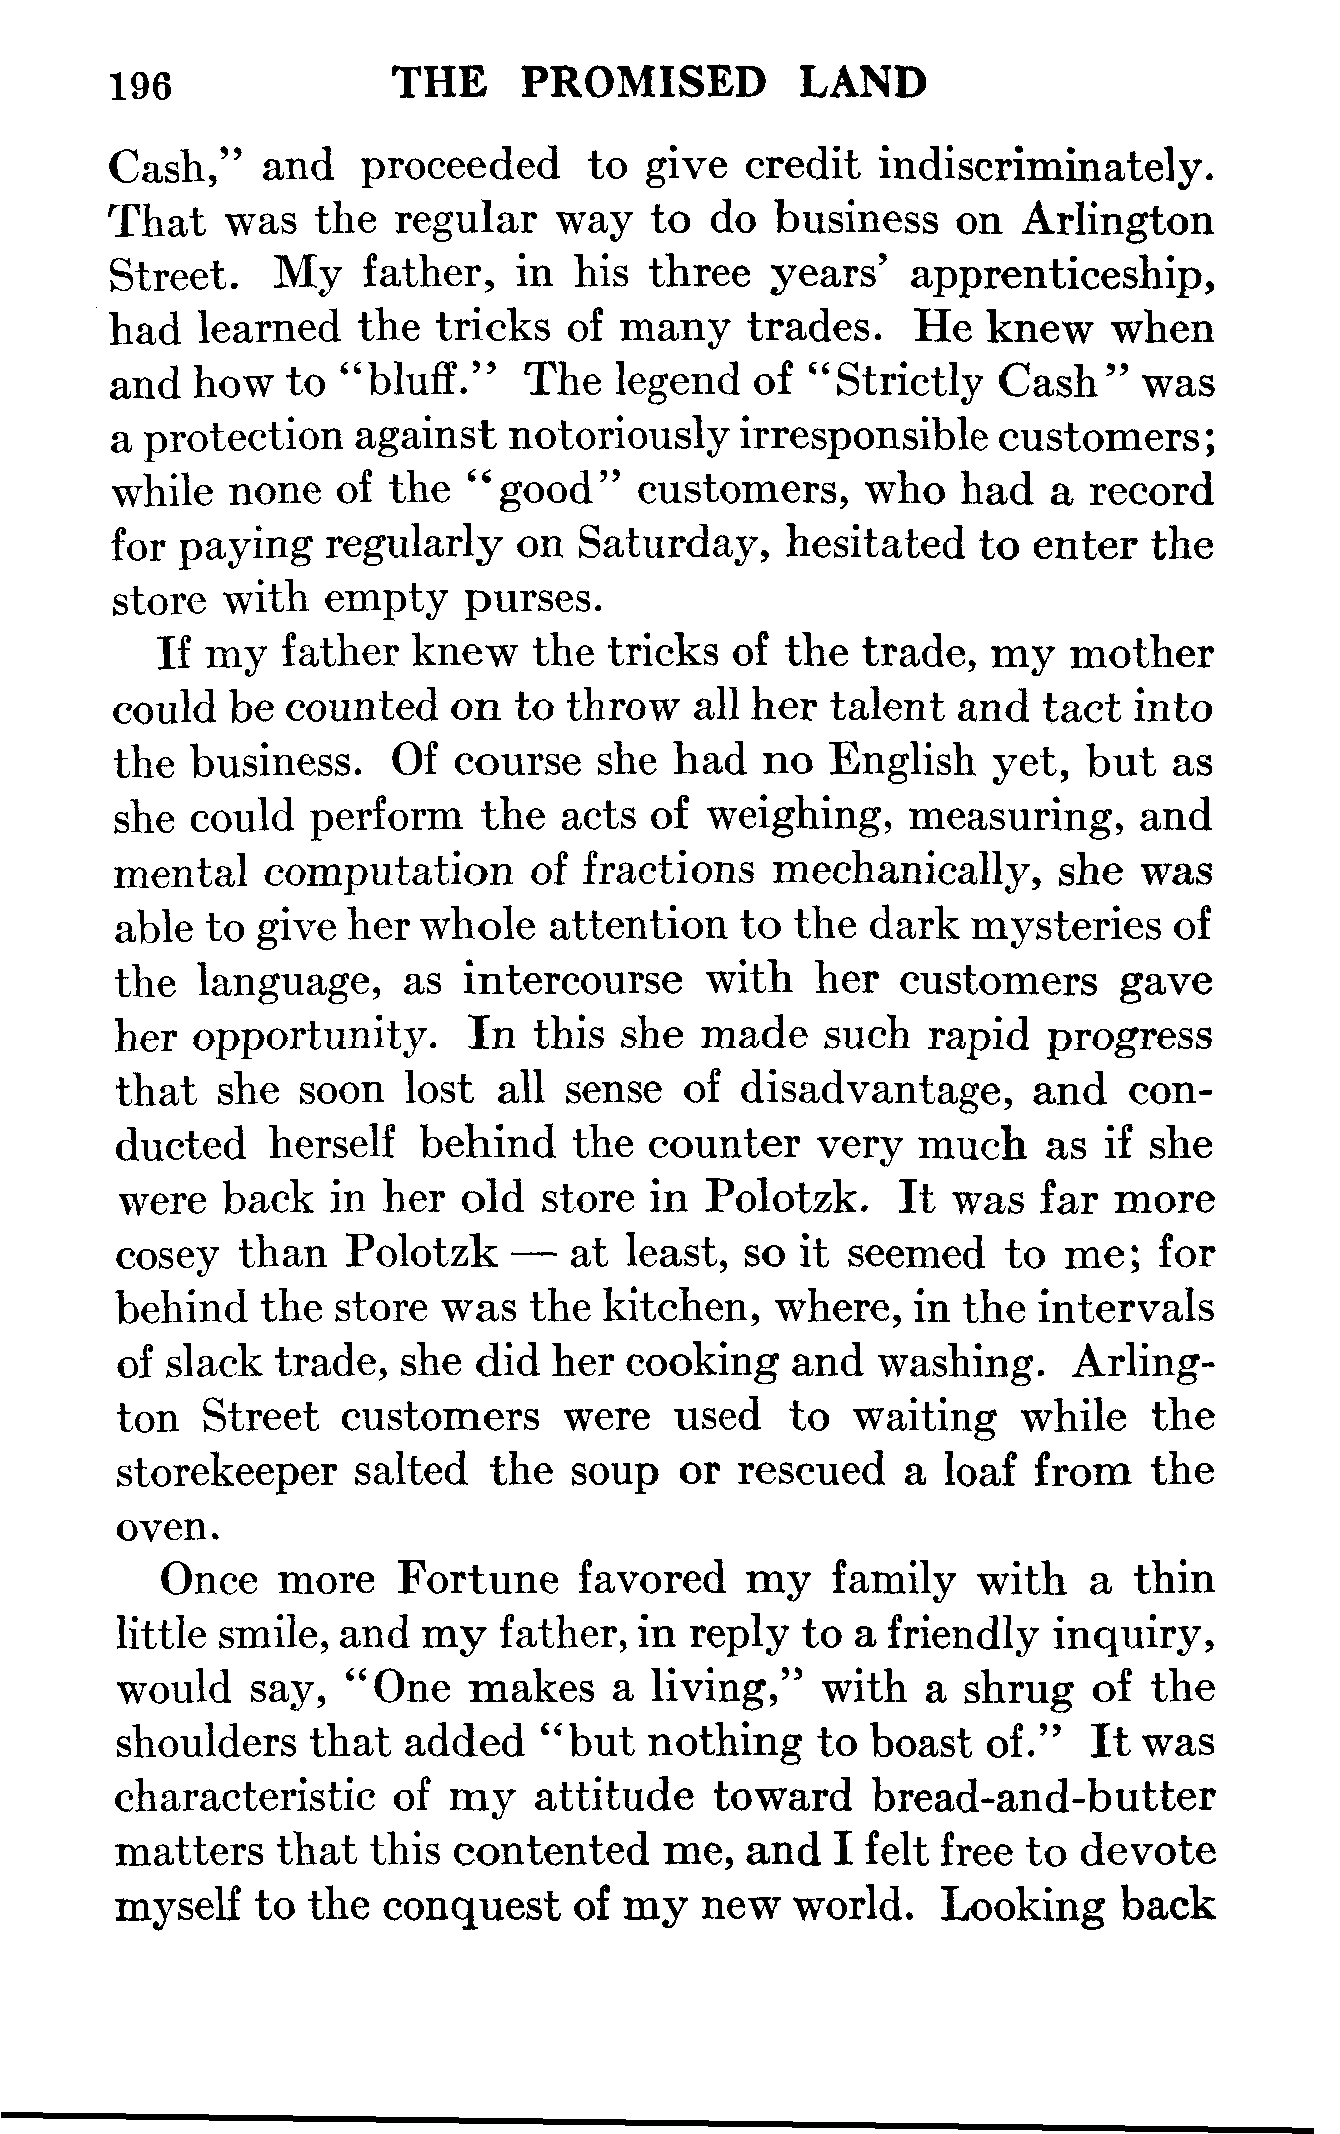 196 THE PROMISED LAND
Cash,” and proceeded to give credit indiscriminately.
That was the regular way to do business on Arlington
Street. My father, in his three years’ apprenticeship,
had learned the tricks of many trades. He knew when
and how to “bluff.” The legend of “Strictly Cash” was
a protection against notoriously irresponsible customers;
while none of the “good” customers, who had a record
for paying regularly on Saturday, hesitated to enter the
store with empty purses.
If my father knew the tricks of the trade, my mother
could be counted on to throw all her talent and tact into
the business. Of course she had no English yet, but as
she could perform the acts of weighing, measuring, and
mental computation of fractions mechanically, she was
able to give her whole attention to the dark mysteries of
the language, as intercourse with her customers gave
her opportunity. In this she made such rapid progress
that she soon lost all sense of disadvantage, and con-
ducted herself behind the counter very much as if she
were back in her old store in Polotzk. It was far more
cosey than Polotzk — at least, so it seemed to me; for
behind the store was the kitchen, where, in the intervals
of slack trade, she did her cooking and washing. Arling-
ton Street customers were used to waiting while the
storekeeper salted the soup or rescued a loaf from the
oven.
Once more Fortune favored my family with a thin
little smile, and my father, in reply to a friendly inquiry,
would say, “One makes a living,” with a shrug of the
shoulders that added “but nothing to boast of.” It was
characteristic of my attitude toward bread-and-butter
matters that this contented me, and I felt free to devote
myself to the conquest of my new world. Looking back